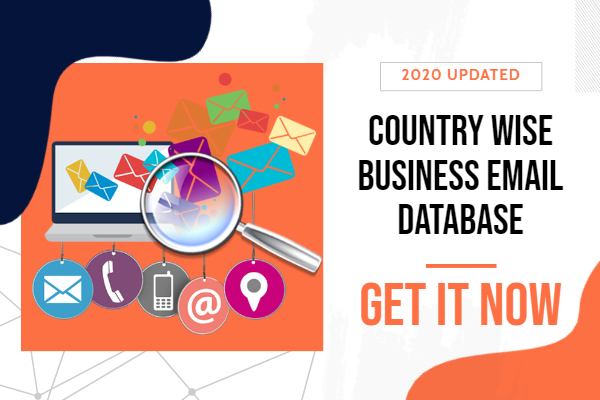 2020 UPDATED
COUNTRY WISE
BUSINESS EMAIL
DATABASE
GET IT NOW
@